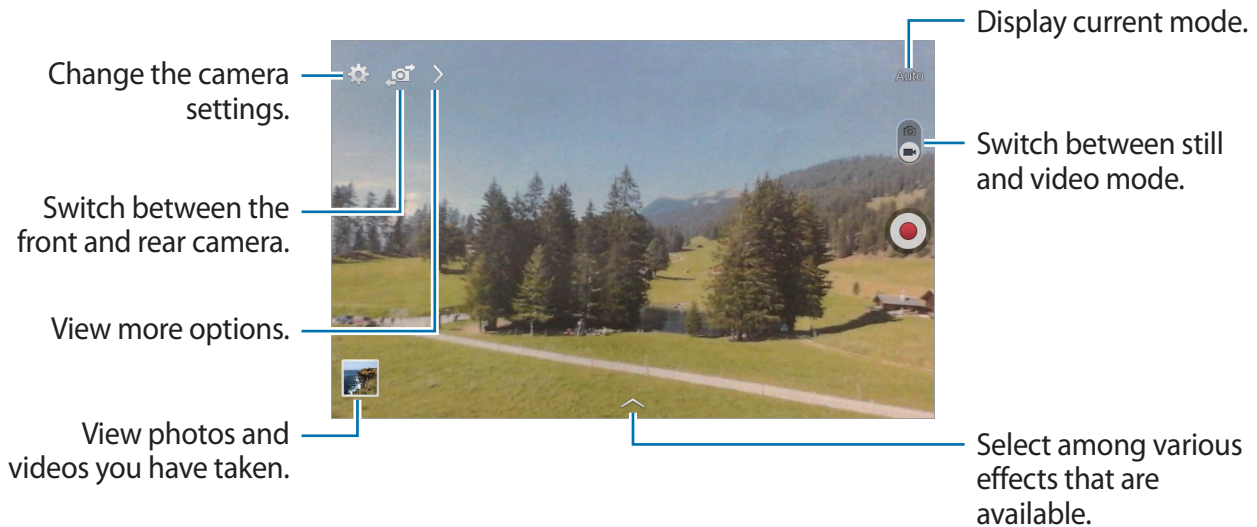 Display current mode.
Change the camera
settings.
Auto
Switch between still
and video mode.
Switch between the
front and rear camera.
View more options.
View photos and
videos you have taken.
Select among various
effects that are
available.